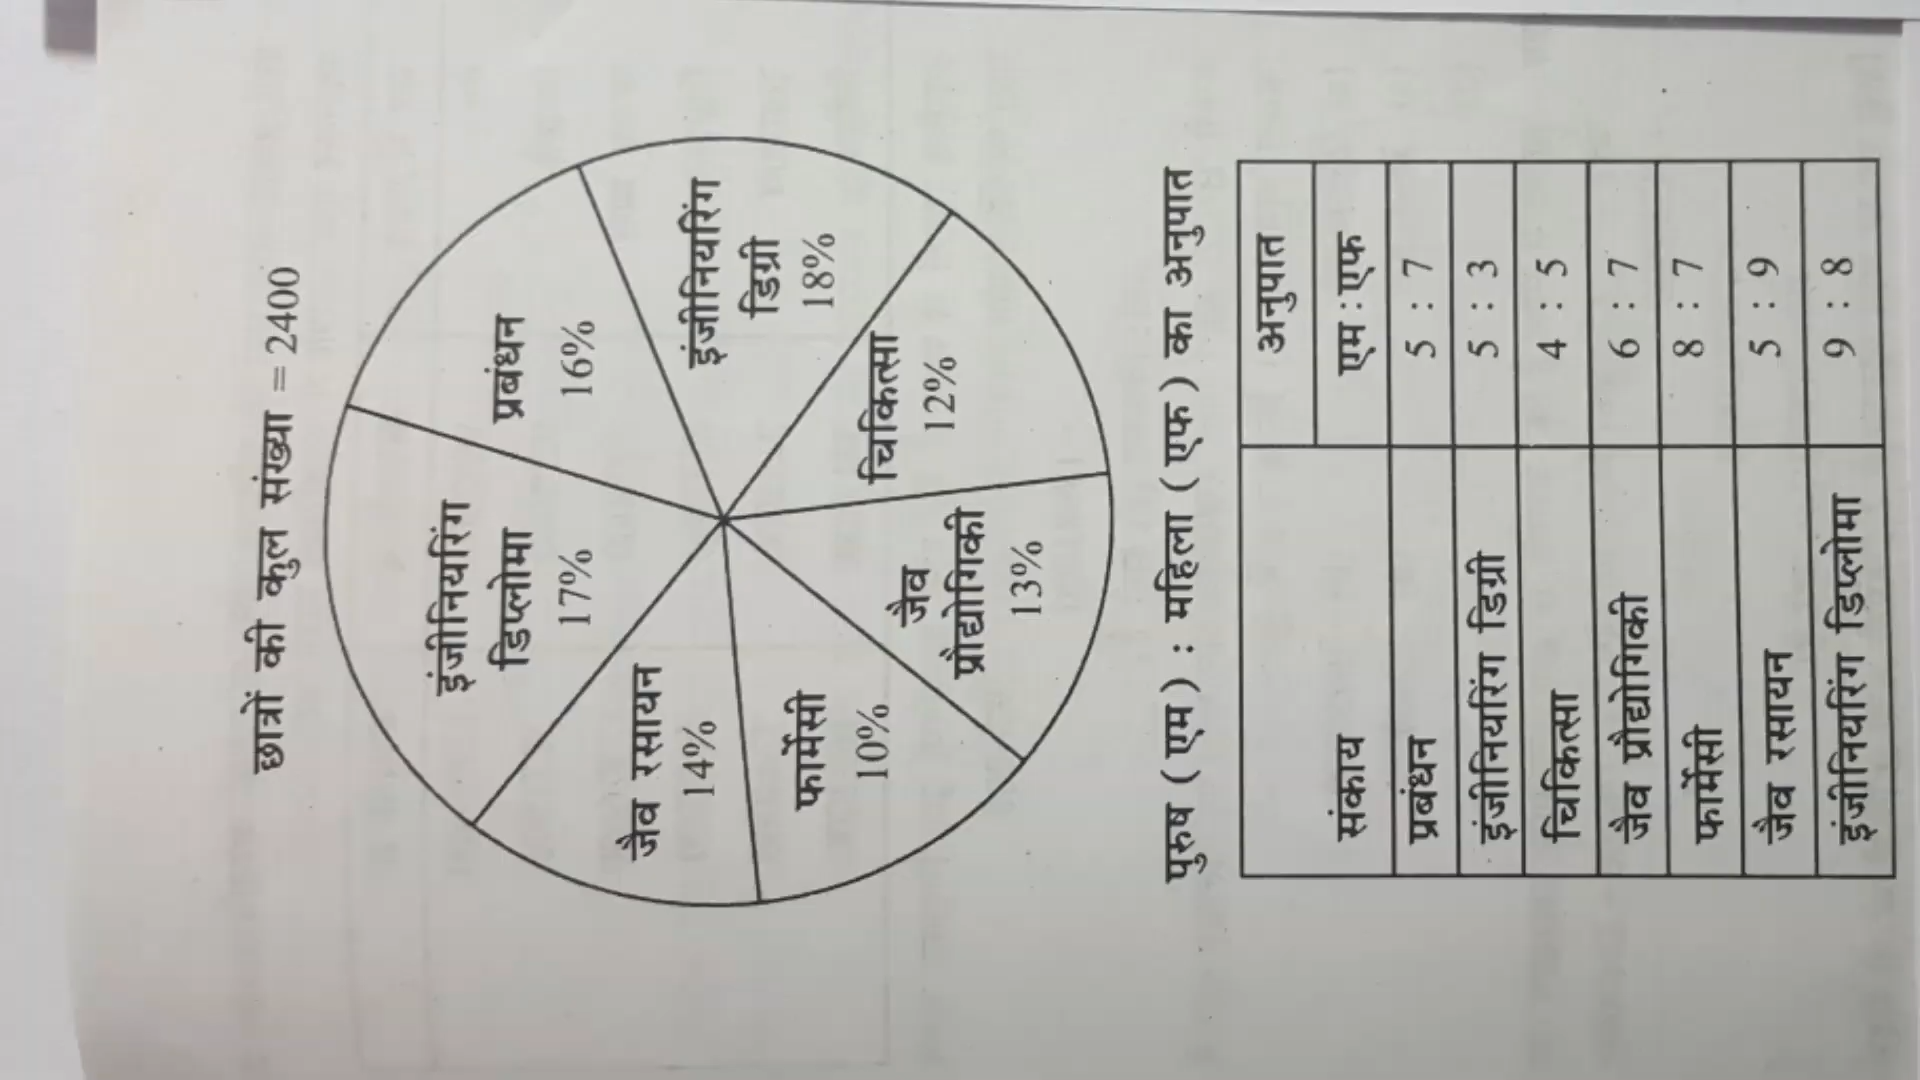 छात्रों की कुल संख्या = 2400
इंजीनियरिंग
डिप्लोमा
17%
प्रबंधन
16%
इंजीनियरिंग
डिग्री
18%
चिकित्सा
12%
जैव
प्रौद्योगिकी
13%
फार्मेसी
10%
जैव रसायन
14%
पुरुष ( एम ) : महिला ( एफ ) का अनुपात
अनुपात
संकाय एम : एफ
प्रबंधन 5 : 7
इंजीनियरिंग डिग्री 5 : 3
चिकित्सा 4 : 5
जैव प्रौद्योगिकी 6 : 7
फार्मेसी 8 : 7
जैव रसायन 5 : 9
इंजीनियरिंग डिप्लोमा 9 : 8